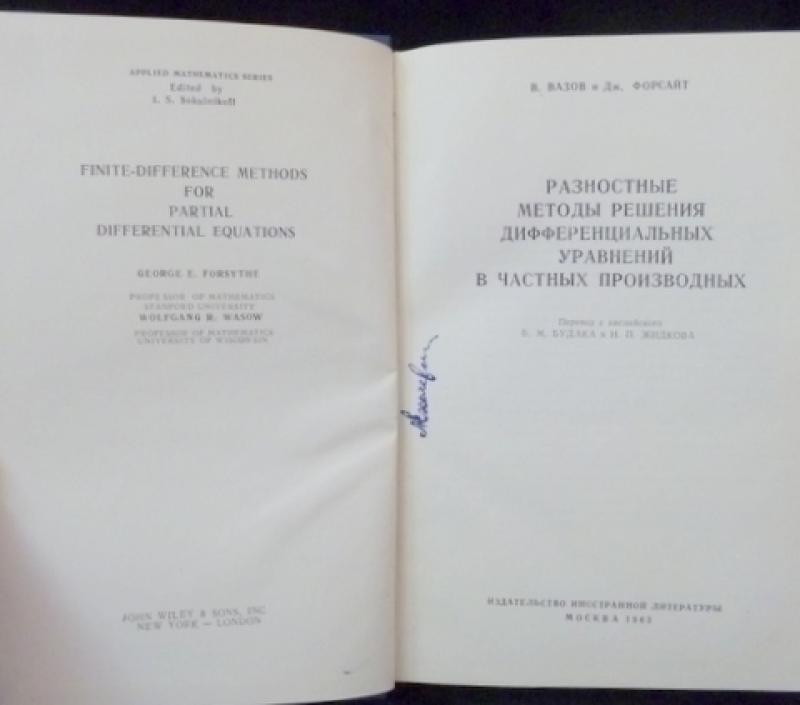 APPLIED MATHEMATICS SERIES
Edited by
I. S. Sokolnikoff
FINITE-DIFFERENCE METHODS
FOR
PARTIAL
DIFFERENTIAL EQUATIONS
GEORGE E. FORSYTHE
PROFESSOR OF MATHEMATICS
STANFORD UNIVERSITY
WOLFGANG R. WASOW
PROFESSOR OF MATHEMATICS
UNIVERSITY OF WISCONSIN
JOHN WILEY & SONS, INC
NEW YORK — LONDON
В. ВАЗОВ и Дж. ФОРСАЙТ
РАЗНОСТНЫЕ
МЕТОДЫ РЕШЕНИЯ
ДИФФЕРЕНЦИАЛЬНЫХ
УРАВНЕНИЙ
В ЧАСТНЫХ ПРОИЗВОДНЫХ
Перевод с английского
Б. М. БУДАКА и Н. П. ЖИДКОВА
ИЗДАТЕЛЬСТВО ИНОСТРАННОЙ ЛИТЕРАТУРЫ
МОСКВА 1963